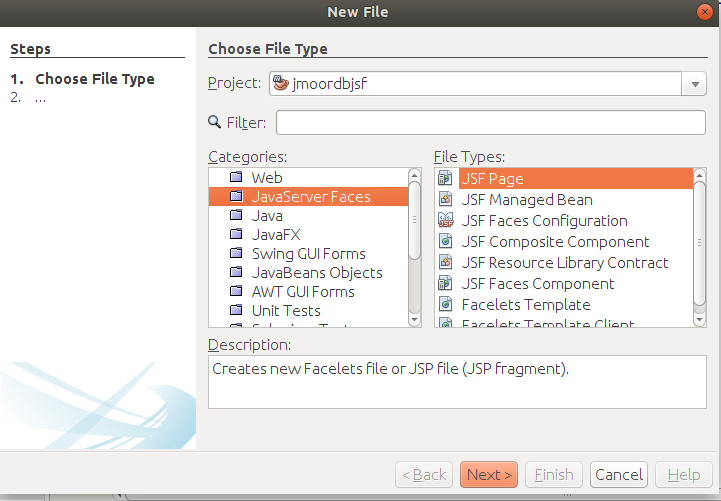 New File
Steps
1. Choose File Type
2. ...
Choose File Type
Project: jmoordbjsf
Filter:
Categories:
Web
JavaServer Faces
Java
JavaFX
Swing GUI Forms
JavaBeans Objects
AWT GUI Forms
Unit Tests
File Types:
JSF Page
JSF Managed Bean
JSF Faces Configuration
JSF Composite Component
JSF Resource Library Contract
JSF Faces Component
Facelets Template
Facelets Template Client
Description:
Creates new Facelets file or JSP file (JSP fragment).
< Back Next > Finish Cancel Help